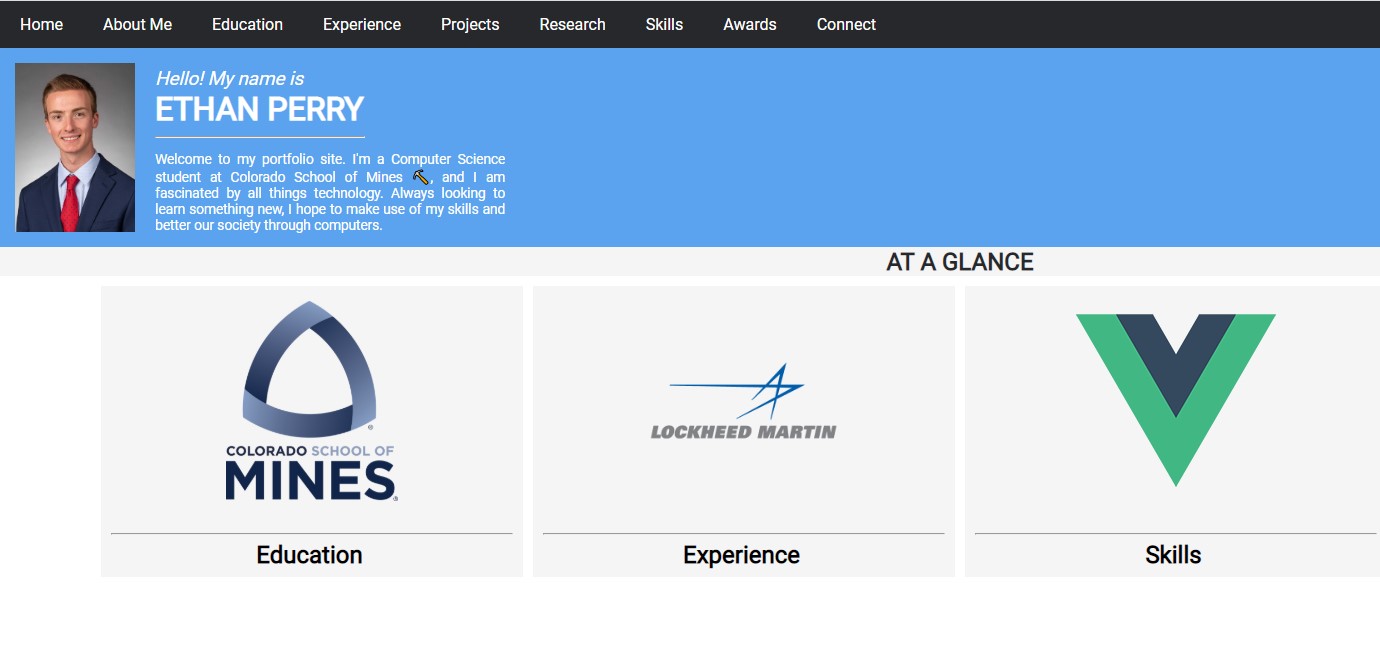 Home About Me Education Experience Projects Research Skills Awards Connect
Hello! My name is
ETHAN PERRY
Welcome to my portfolio site. I'm a Computer Science
student at Colorado School of Mines 🔨, and I am
fascinated by all things technology. Always looking to
learn something new, I hope to make use of my skills and
better our society through computers.
AT A GLANCE
COLORADO SCHOOL OF
MINES
LOCKHEED MARTIN
Education
Experience
Skills